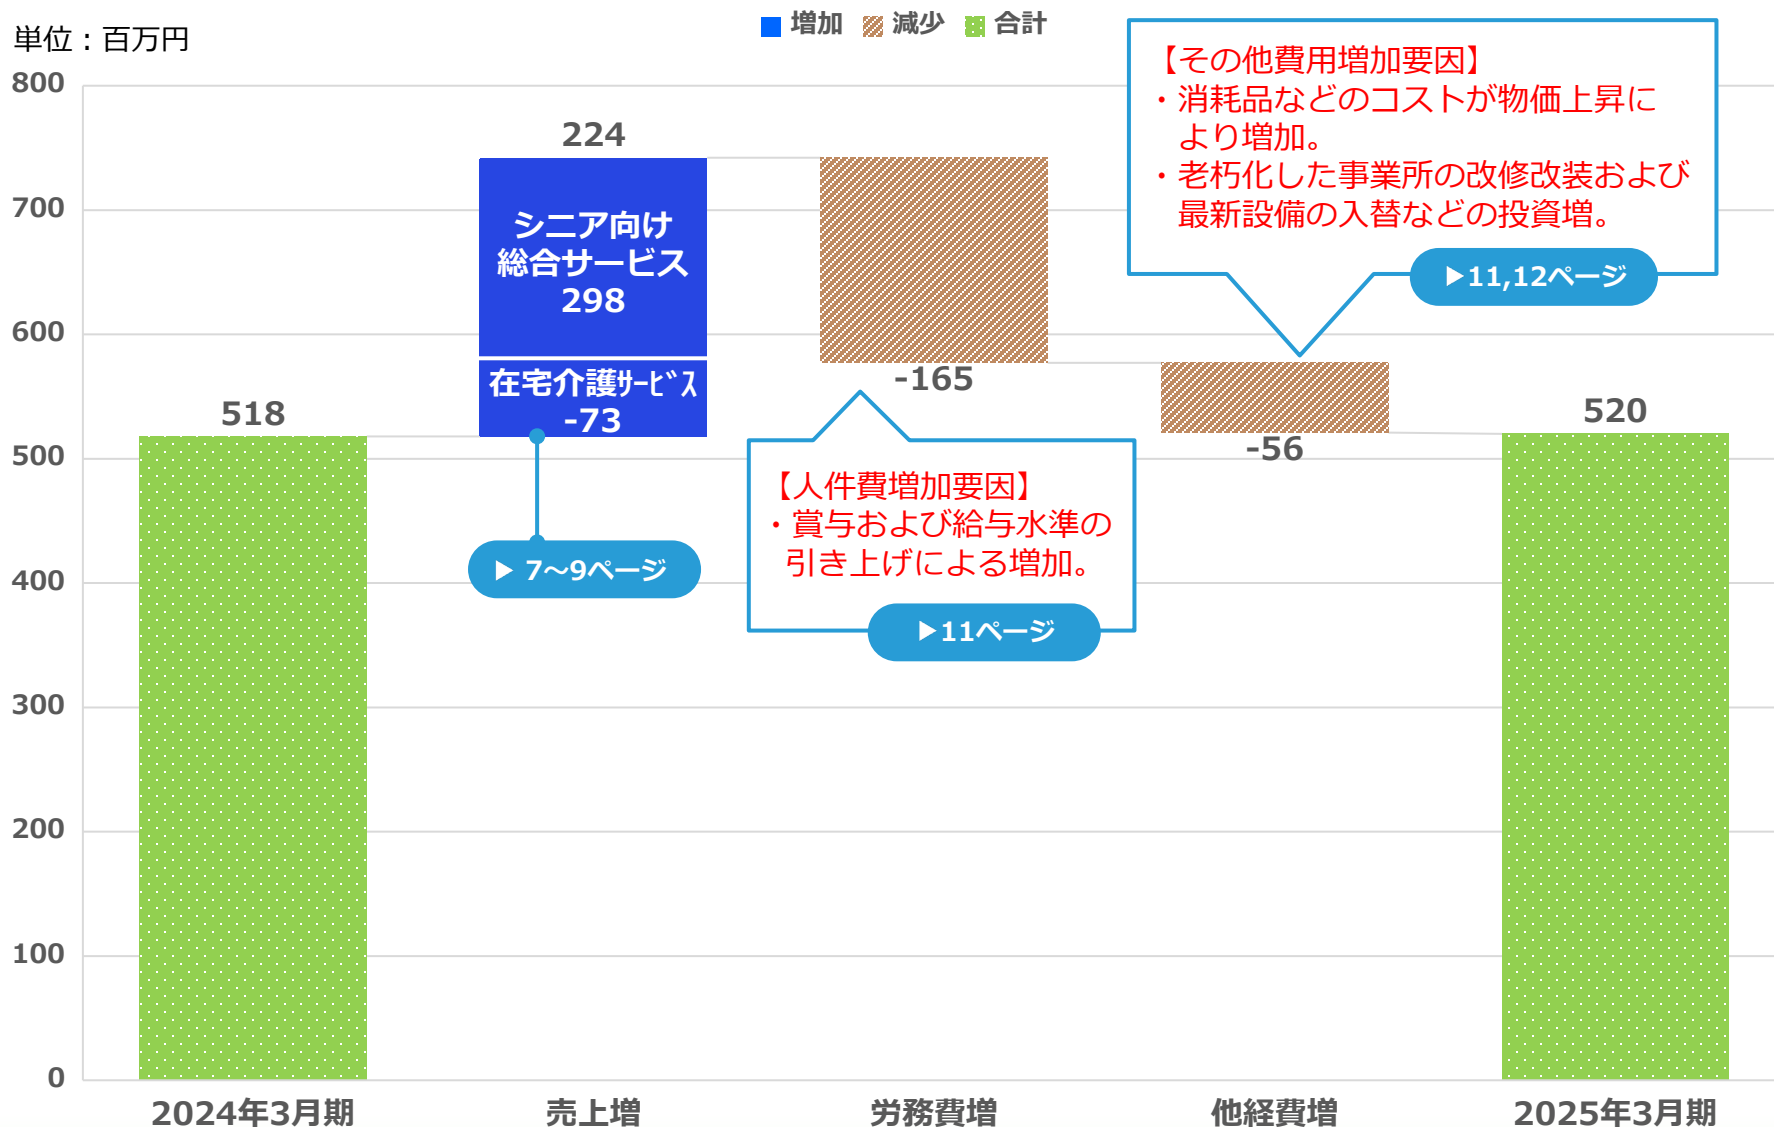 単位：百万円
増加 減少 合計
800
700
600
500
400
300
200
100
0
518
224
シニア向け
総合サービス
298
在宅介護ｻｰﾋﾞｽ
-73
▶ 7～9ページ
-165
【人件費増加要因】
・賞与および給与水準の
引き上げによる増加。
▶11ページ
【その他費用増加要因】
・消耗品などのコストが物価上昇に
より増加。
・老朽化した事業所の改修改装および
最新設備の入替などの投資増。
▶11,12ページ
-56
520
2024年3月期
売上増
労務費増
他経費増
2025年3月期